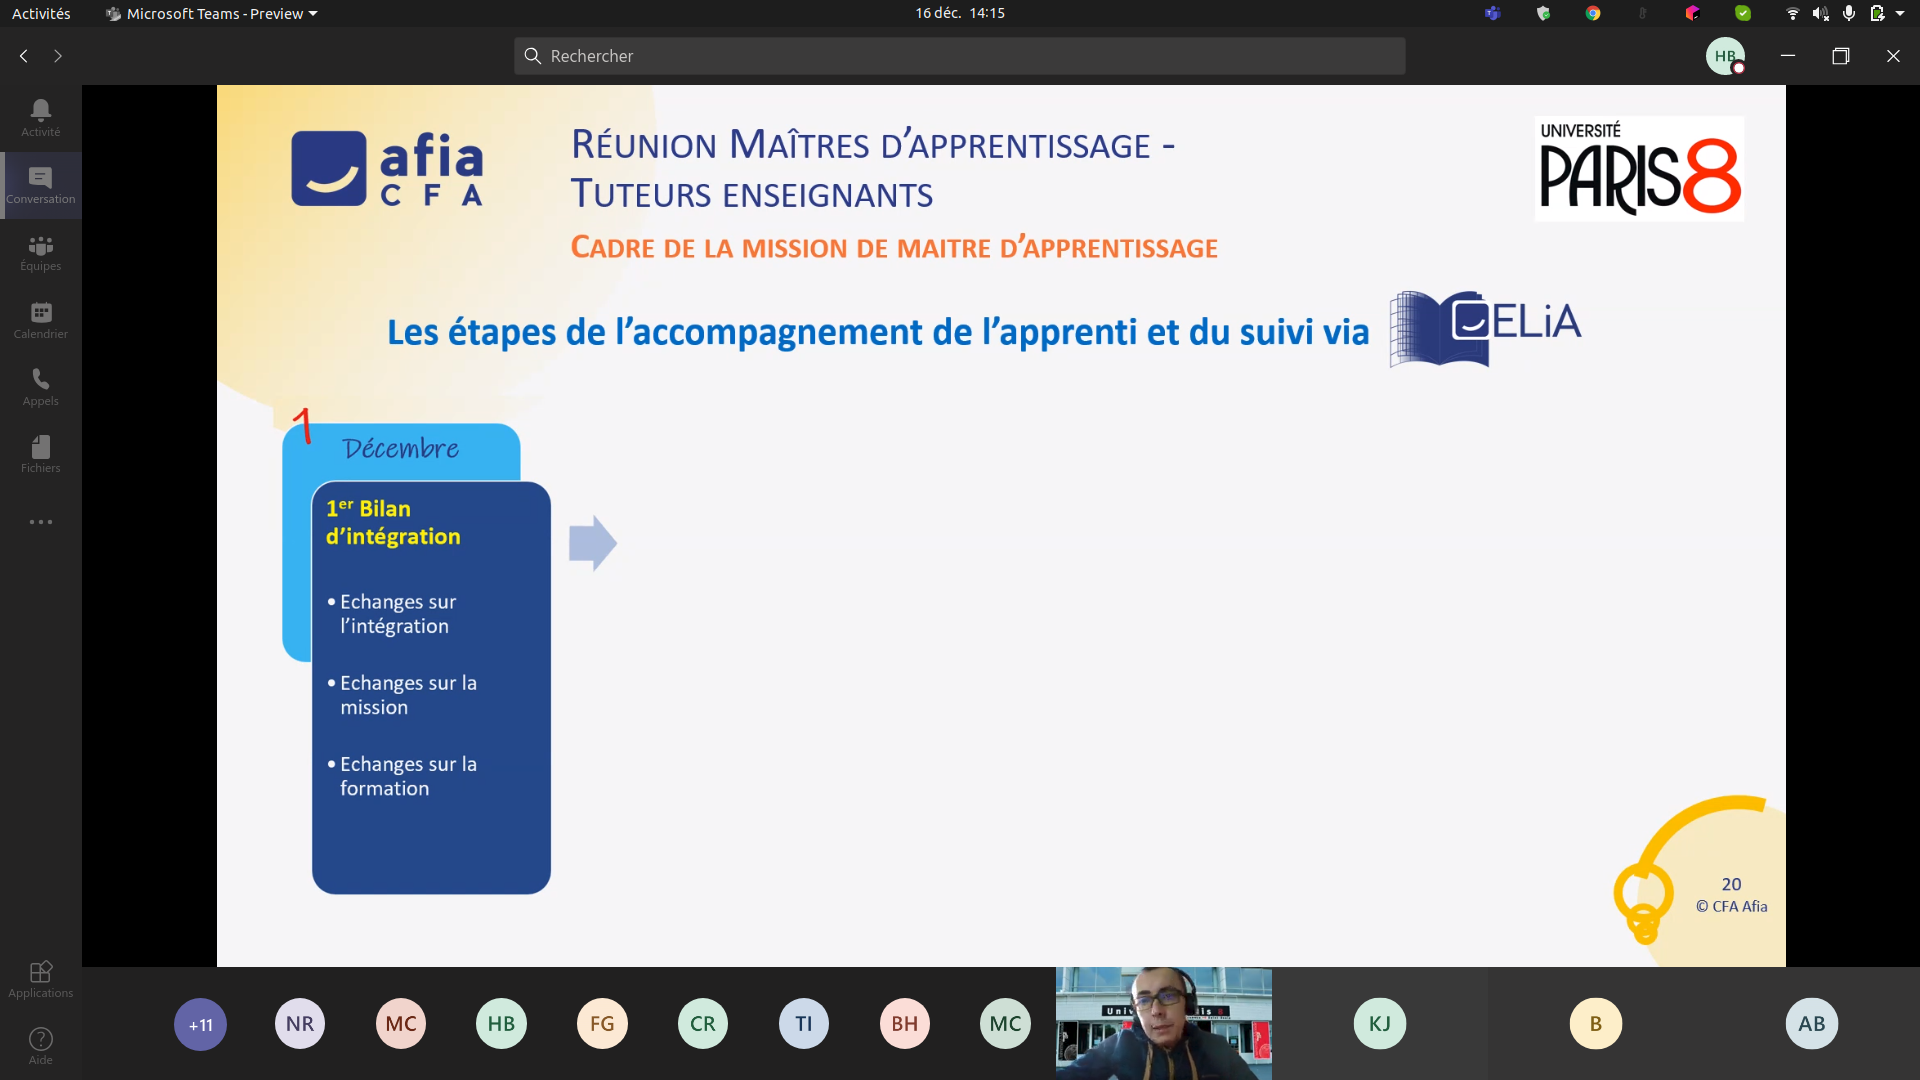 Activités
Microsoft Teams - Preview
16 déc. 14:15
Rechercher
HB
Activité
Conversation
Équipes
Calendrier
Appels
Fichiers
Applications
Aide
afia
CFA
RÉUNION MAÎTRES D'APPRENTISSAGE -
TUTEURS ENSEIGNANTS
CADRE DE LA MISSION DE MAITRE D'APPRENTISSAGE
UNIVERSITÉ
PARIS8
Les étapes de l'accompagnement de l'apprenti et du suivi via
ELiA
1
Décembre
1er Bilan
d'intégration
• Echanges sur
l'intégration
• Echanges sur la
mission
• Echanges sur la
formation
20
© CFA Afia
+11
NR
MC
HB
FG
CR
TI
BH
MC
KJ
B
AB